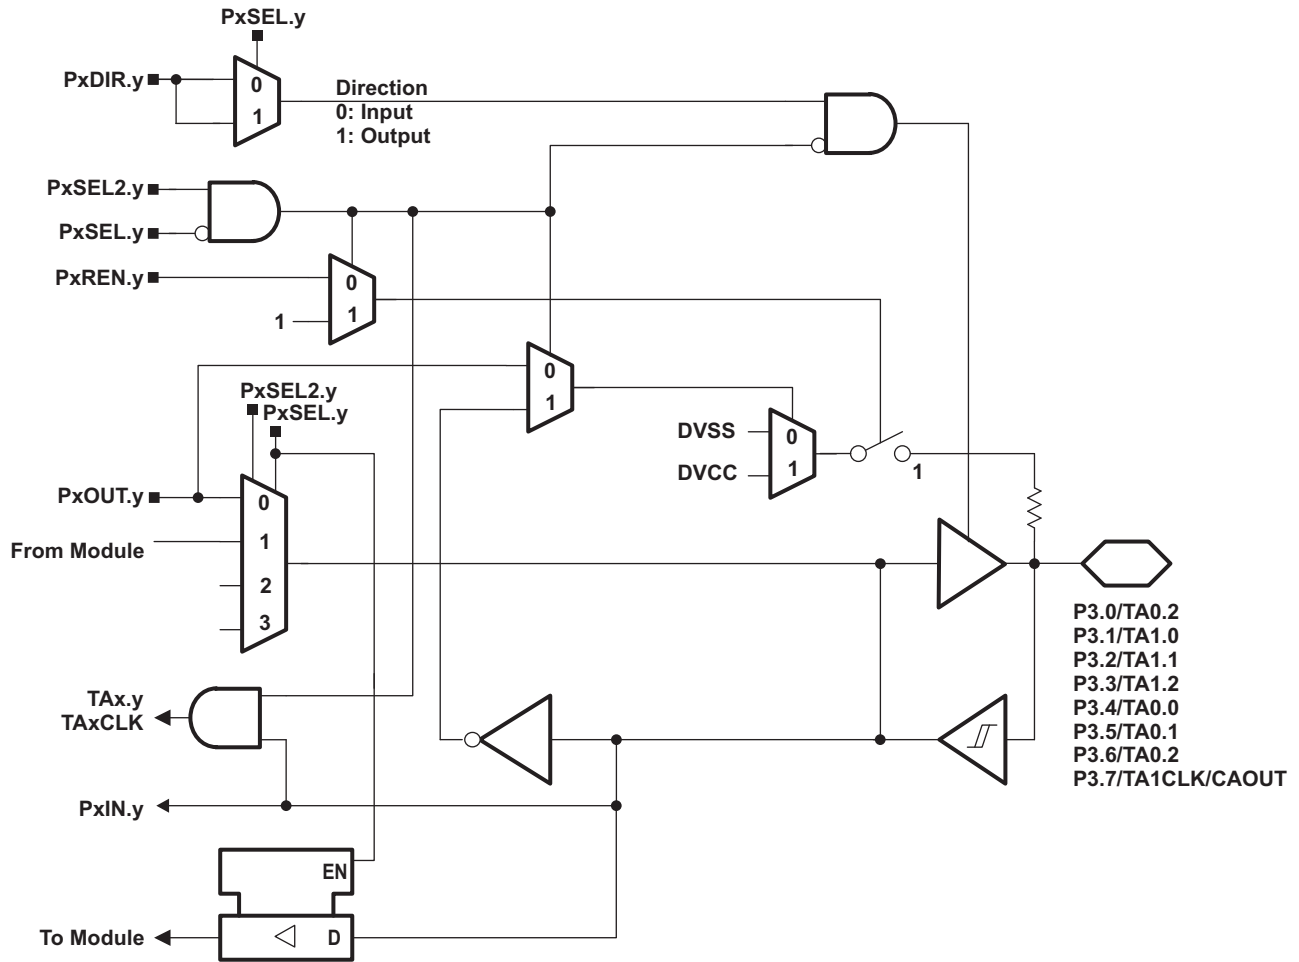 PxSEL.y
PxDIR.y
0
1
Direction
0: Input
1: Output
PxSEL2.y
PxSEL.y
PxREN.y
0
1
1
0
1
PxSEL2.y
PxSEL.y
DVSS
DVCC
0
1
1
PxOUT.y
From Module
0
1
2
3
P3.0/TA0.2
P3.1/TA1.0
P3.2/TA1.1
P3.3/TA1.2
P3.4/TA0.0
P3.5/TA0.1
P3.6/TA0.2
P3.7/TA1CLK/CAOUT
TAx.y
TAxCLK
PxIN.y
EN
D
To Module